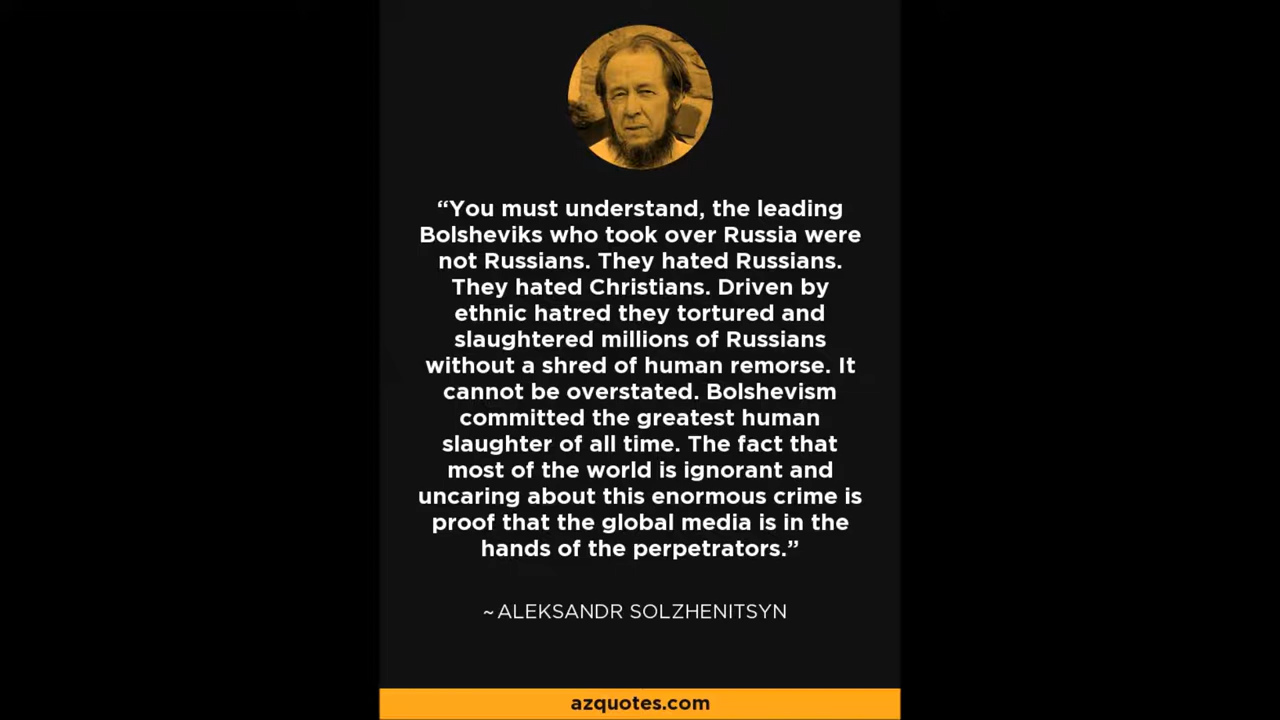 “You must understand, the leading
Bolsheviks who took over Russia were
not Russians. They hated Russians.
They hated Christians. Driven by
ethnic hatred they tortured and
slaughtered millions of Russians
without a shred of human remorse. It
cannot be overstated. Bolshevism
committed the greatest human
slaughter of all time. The fact that
most of the world is ignorant and
uncaring about this enormous crime is
proof that the global media is in the
hands of the perpetrators.”
~ ALEKSANDR SOLZHENITSYN
azquotes.com